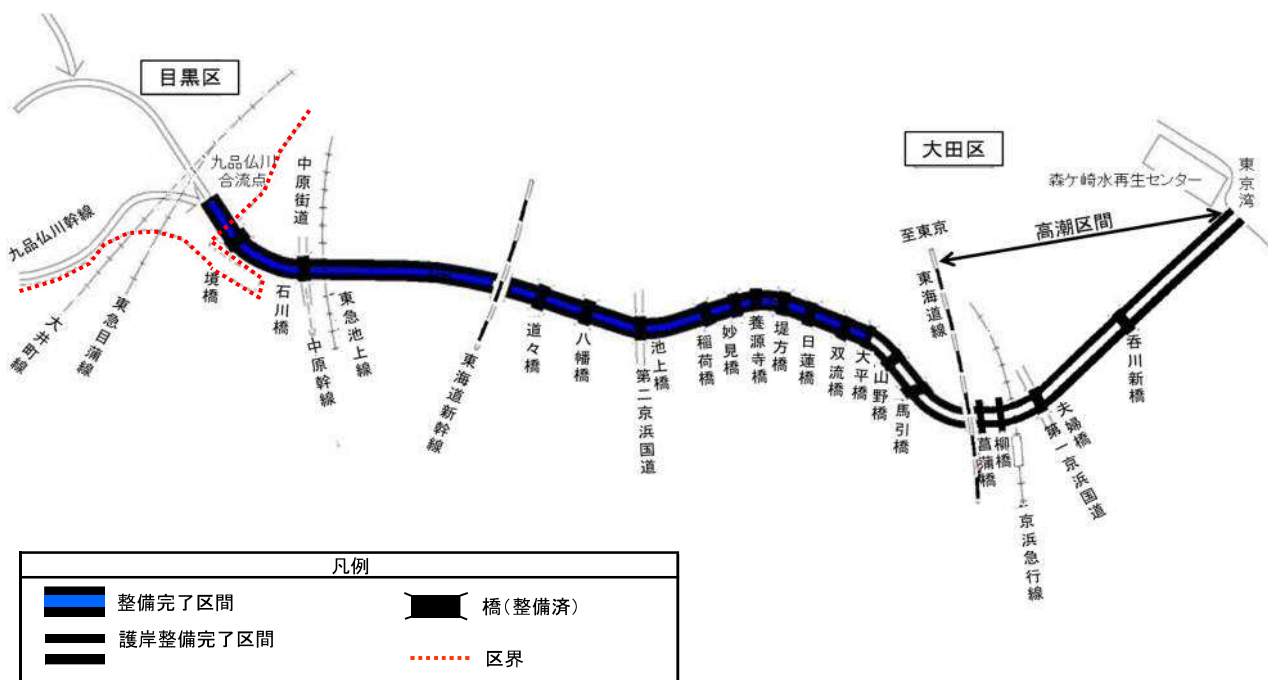 目黒区
九品仏川
合流点
九品仏川幹線
大井町線
東急目蒲線
境橋
石川橋
中原街道
中原幹線
東急池上線
東海道新幹線
道々橋
八幡橋
池上橋
第二京浜国道
稲荷橋
妙見橋
養源寺橋
堤方橋
日蓮橋
双流橋
太平橋
山野橋
馬引橋
大田区
至東京
東海道線
高潮区間
森ケ崎水再生センター
東京湾
菖蒲橋
柳橋
夫婦橋
第一京浜国道
京浜急行線
呑川新橋
凡例
整備完了区間
橋(整備済)
護岸整備完了区間
区界